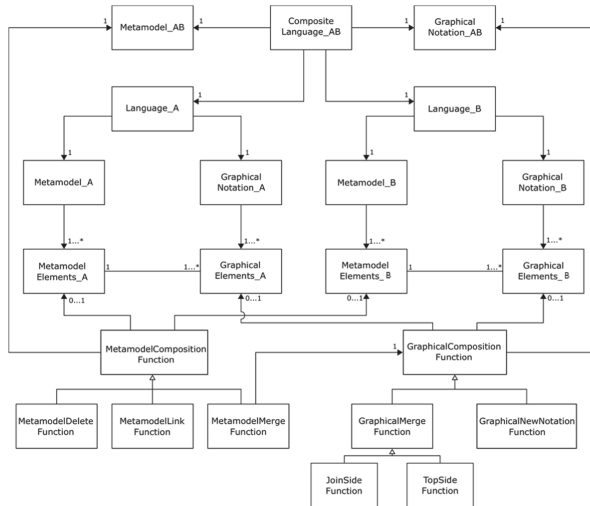 Metamodel_AB
Composite
Language_AB
Graphical
Notation_AB
1
1
1
1
1
1
Language_A
Language_B
1
1
1
1
Metamodel_A
Graphical
Notation_A
Metamodel_B
Graphical
Notation_B
1...*
1...*
1...*
1...*
Metamodel
Elements_A
1
1...*
Graphical
Elements_A
Metamodel
Elements_B
1
1...*
Graphical
Elements_B
0...1
0...1
0...1
0...1
MetamodelComposition
Function
1
GraphicalComposition
Function
MetamodelDelete
Function
MetamodelLink
Function
MetamodelMerge
Function
GraphicalMerge
Function
GraphicalNewNotation
Function
JoinSide
Function
TopSide
Function